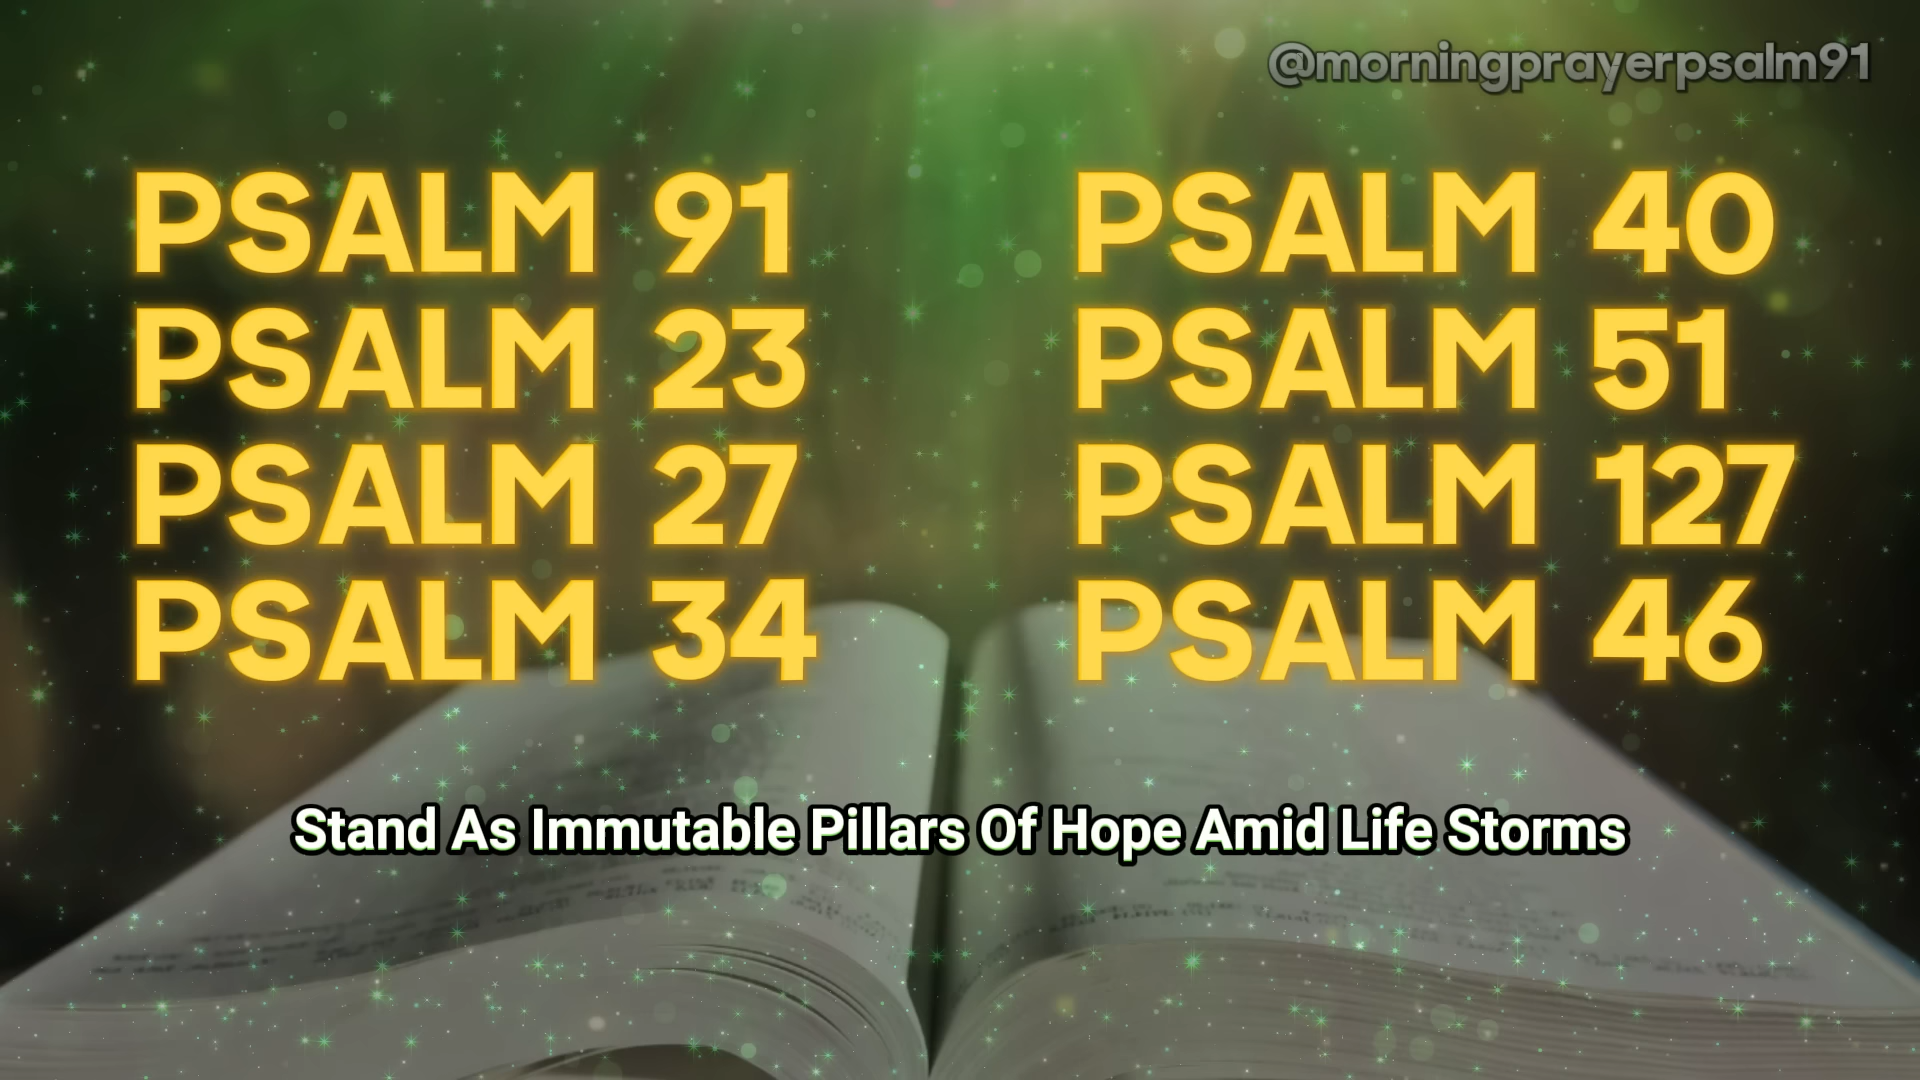 @morningprayerpsalm91
PSALM 91
PSALM 23
PSALM 27
PSALM 34
PSALM 40
PSALM 51
PSALM 127
PSALM 46
Stand As Immutable Pillars Of Hope Amid Life Storms